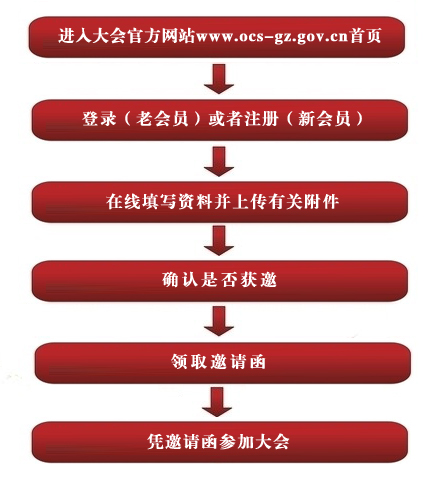 进入大会官方网站www.ocs-gz.gov.cn首页
登录（老会员）或者注册（新会员）
在线填写资料并上传有关附件
确认是否获邀
领取邀请函
凭邀请函参加大会